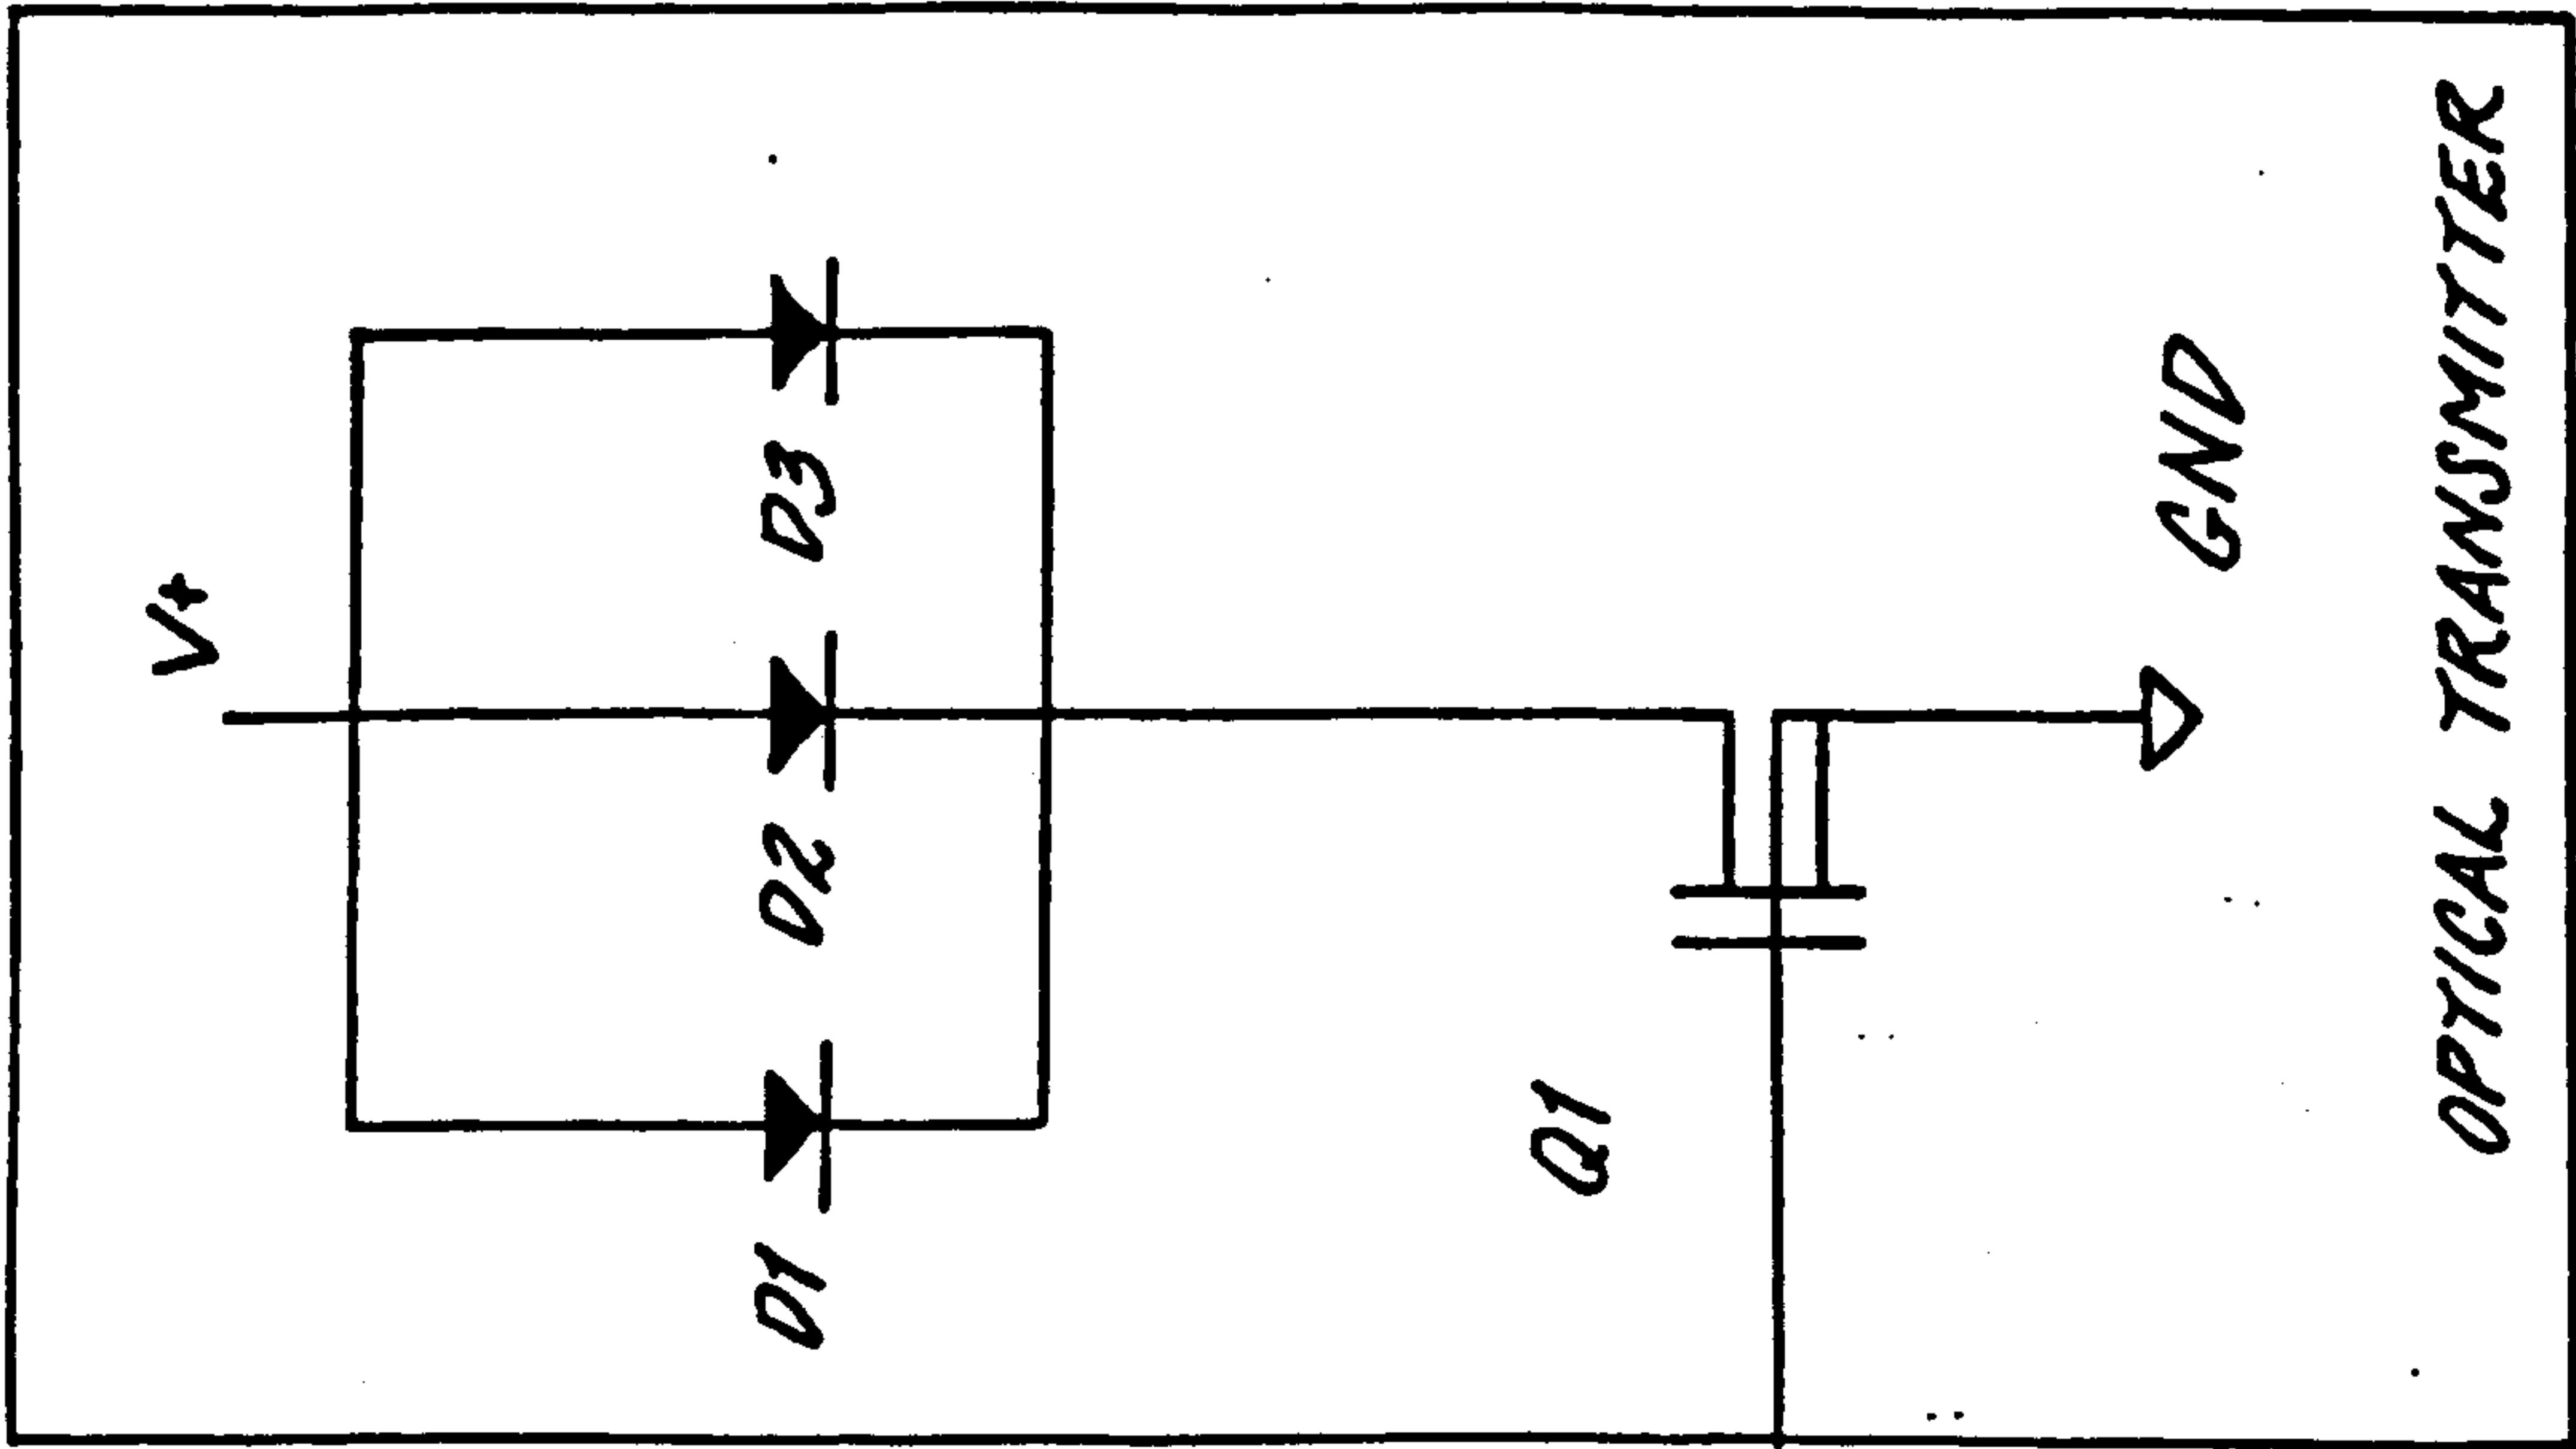 V+
D1
D2
D3
Q1
GND
OPTICAL TRANSMITTER